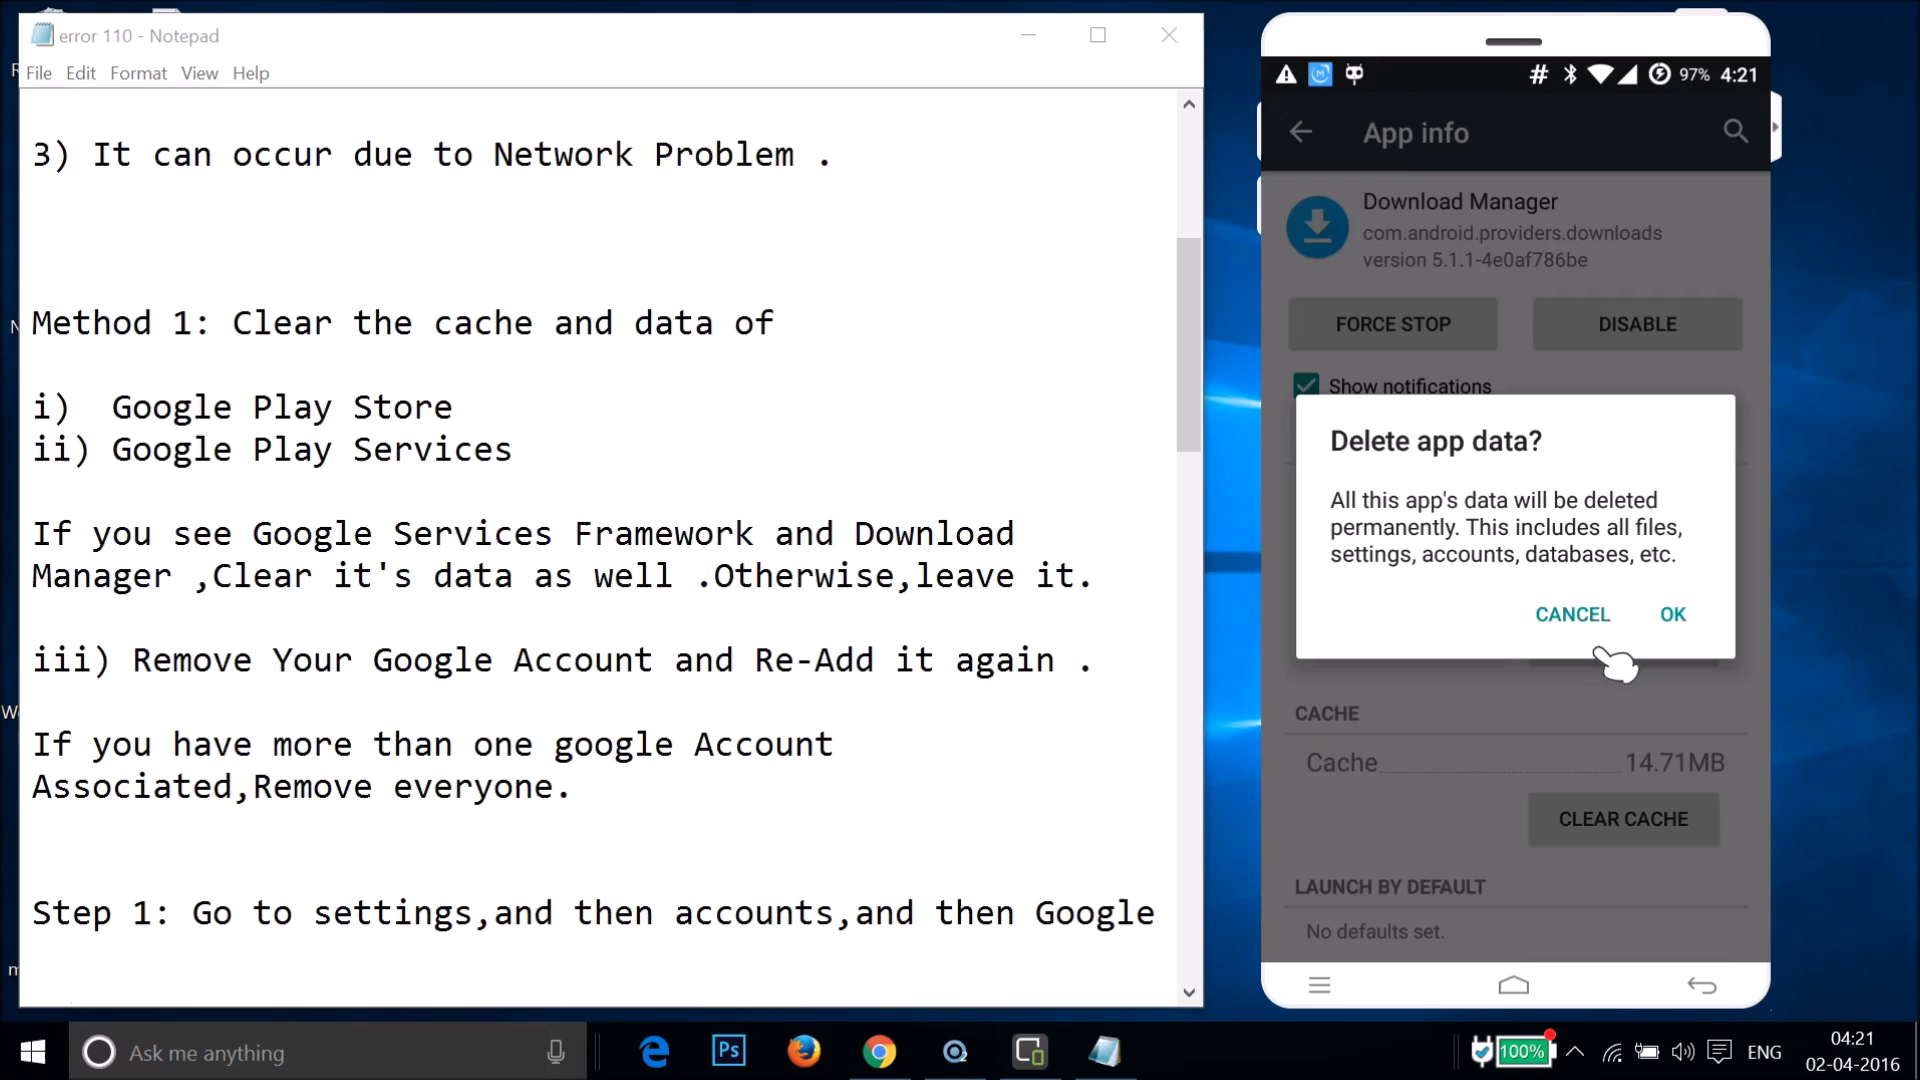 error 110 - Notepad
File Edit Format View Help
3) It can occur due to Network Problem .
Method 1: Clear the cache and data of
i) Google Play Store
ii) Google Play Services
If you see Google Services Framework and Download
Manager ,Clear it's data as well .Otherwise,leave it.
iii) Remove Your Google Account and Re-Add it again .
If you have more than one google Account
Associated,Remove everyone.
Step 1: Go to settings,and then accounts,and then Google
97% 4:21
App info
Download Manager
com.android.providers.downloads
version 5.1.1-4e0af786be
FORCE STOP DISABLE
Show notifications
Delete app data?
All this app's data will be deleted
permanently. This includes all files,
settings, accounts, databases, etc.
CANCEL OK
CACHE
Cache 14.71MB
CLEAR CACHE
LAUNCH BY DEFAULT
No defaults set.
Ask me anything
Ps
100%
ENG
04:21
02-04-2016